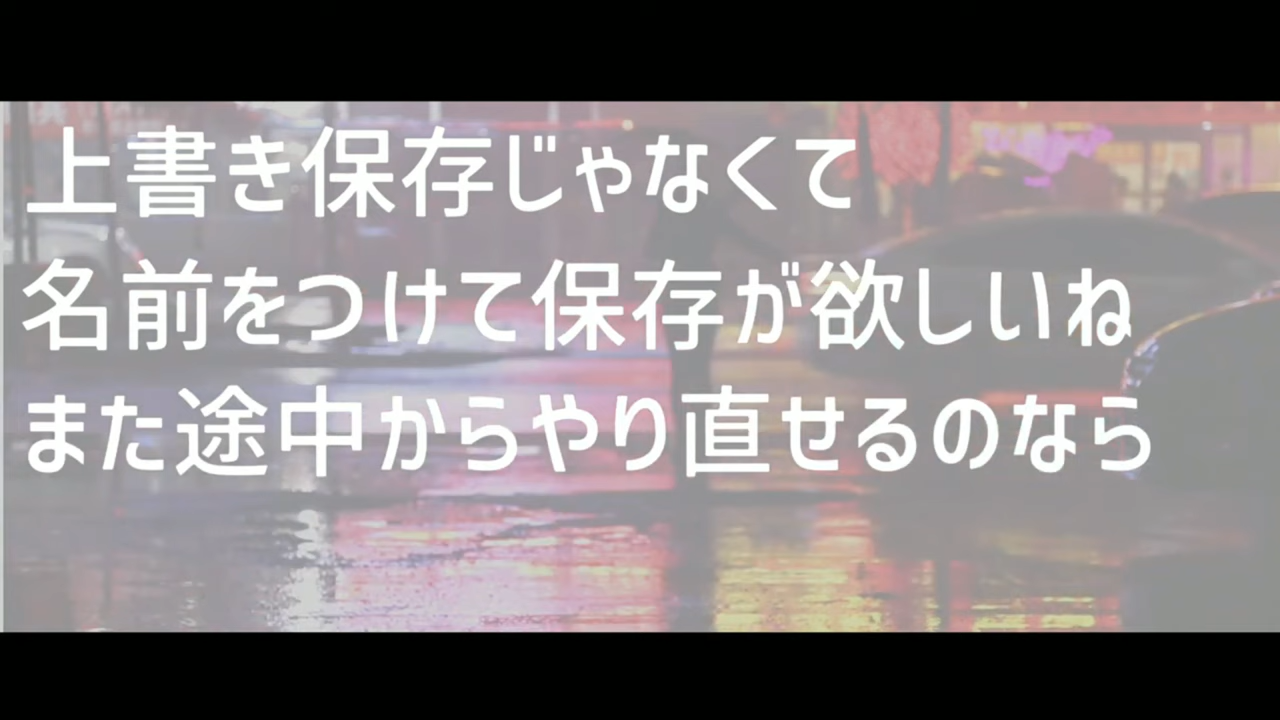 上書き保存じゃなくて
名前をつけて保存が欲しいね
また途中からやり直せるのなら